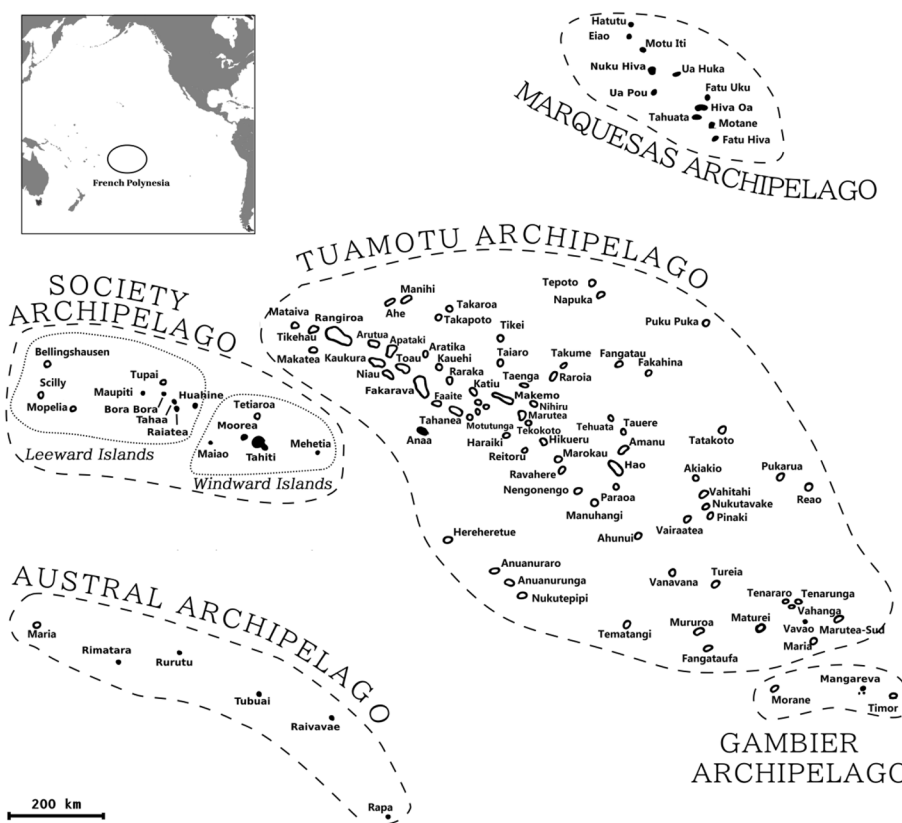 French Polynesia
Hatutu
Eiao
Motu Iti
Nuku Hiva
Ua Huka
Ua Pou
Fatu Uku
Hiva Oa
Tahuata
Motane
Fatu Hiva
MARQUESAS ARCHIPELAGO
TUAMOTU ARCHIPELAGO
Manihi
Ahe
Takaroa
Takapoto
Tepoto
Napuka
Puku Puka
Mataiva
Rangiroa
Tikehau
Makatea
Arutua
Apataki
Aratika
Tikei
Kaukura
Toau
Kauehi
Taiaro
Takume
Fangatau
Fakahina
Niau
Raraka
Taenga
Raroia
Fakarava
Katiu
Makemo
Faaite
Nihiru
Tahanea
Motutunga
Marutea
Tekokoto
Tehuata
Tauere
Anaa
Haraiki
Hikueru
Amanu
Tatakoto
Reitoru
Marokau
Hao
Ravahere
Akiakio
Pukarua
Nengonengo
Paraoa
Vahitahi
Reao
Manuhangi
Nukutavake
Pinaki
Vairaatea
Hereheretue
Ahunui
Anuanuraro
Anuanurunga
Nukutepipi
Vanavana
Tureia
Tenararo
Tenarunga
Vahanga
Tematangi
Mururoa
Maturei
Vavao
Marutea-Sud
Maria
Fangataufa
SOCIETY
ARCHIPELAGO
Bellingshausen
Scilly
Mopelia
Tupai
Maupiti
Huahine
Bora Bora
Tahaa
Raiatea
Leeward Islands
Tetiaroa
Moorea
Maiao
Tahiti
Mehetia
Windward Islands
AUSTRAL ARCHIPELAGO
Maria
Rimatara
Rurutu
Tubuai
Raivavae
Rapa
Mangareva
Morane
Timor
GAMBIER
ARCHIPELAGO
200 km